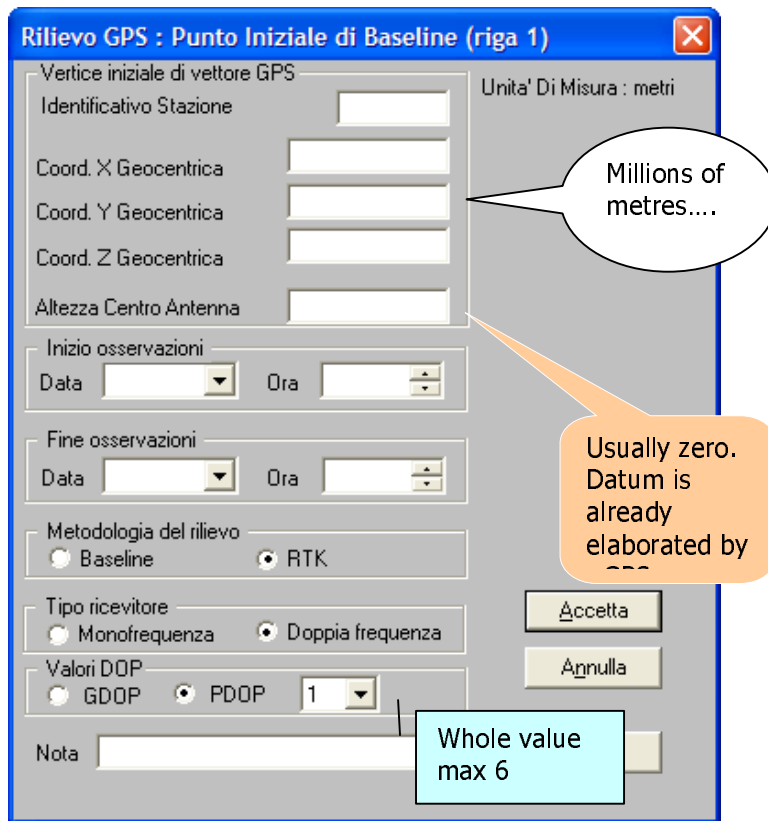 Rilievo GPS : Punto Iniziale di Baseline (riga 1)
Vertice iniziale di vettore GPS
Unita' Di Misura : metri
Identificativo Stazione
Coord. X Geocentrica
Coord. Y Geocentrica
Coord. Z Geocentrica
Millions of
metres....
Altezza Centro Antenna
Inizio osservazioni
Data
Ora
Fine osservazioni
Data
Ora
Usually zero.
Datum is
already
elaborated by
Metodologia del rilievo
Baseline
RTK
Tipo ricevitore
Monofrequenza
Doppia frequenza
Accetta
Valori DOP
GDOP
PDOP
1
Annulla
Nota
Whole value
max 6